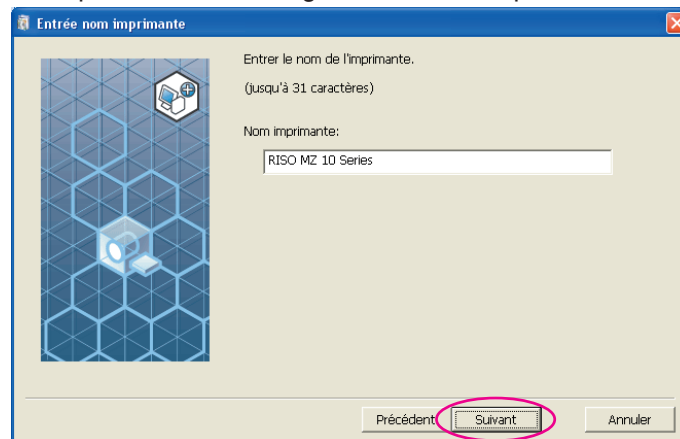 Entrée nom imprimante
Entrer le nom de l'imprimante.
(jusqu'à 31 caractères)
Nom imprimante:
RISO MZ 10 Series
Précédent Suivant Annuler